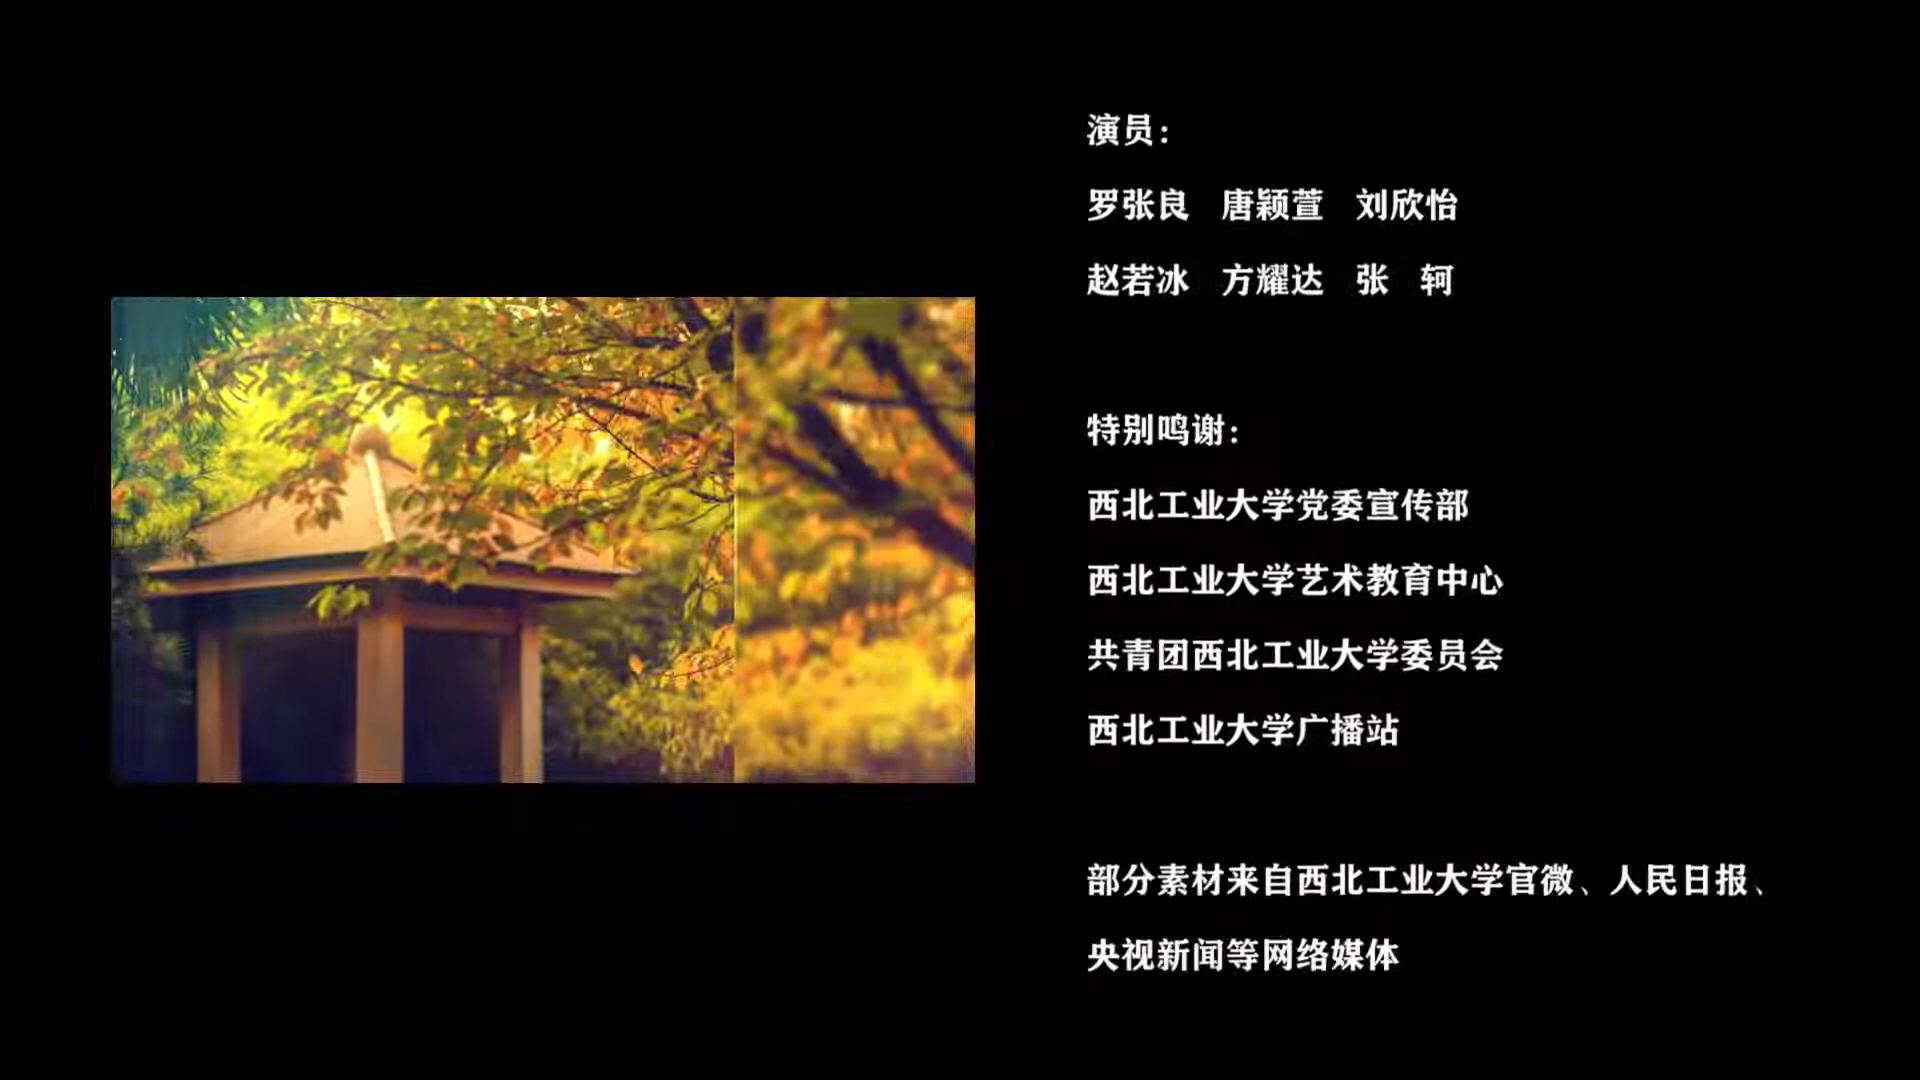 演员：
罗张良 唐颖萱 刘欣怡
赵若冰 方耀达 张 轲
特别鸣谢：
西北工业大学党委宣传部
西北工业大学艺术教育中心
共青团西北工业大学委员会
西北工业大学广播站
部分素材来自西北工业大学官微、人民日报、
央视新闻等网络媒体